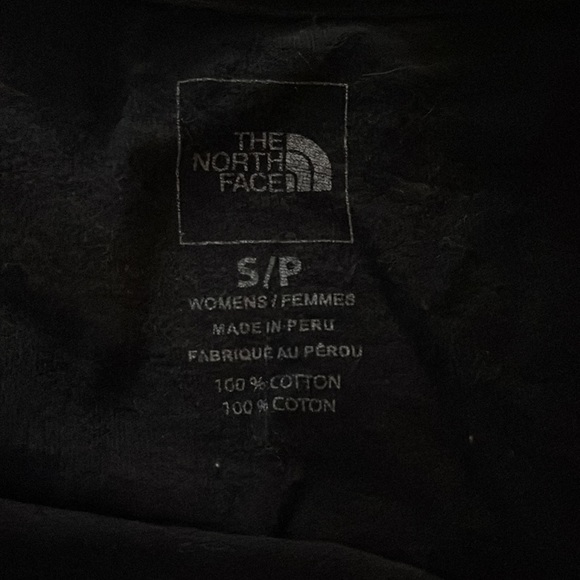 THE
NORTH
FACE
S/P
WOMENS / FEMMES
MADE IN PERU
FABRIQUÉ AU PÉROU
100 % COTTON
100 % COTON